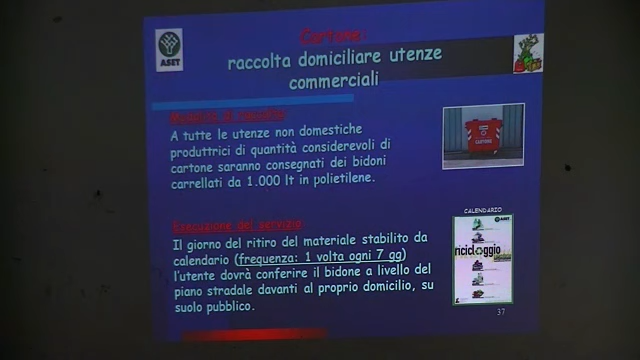 ASET
Cartone:
raccolta domiciliare utenze
commerciali
Modalità di raccolta
A tutte le utenze non domestiche
produttrici di quantità considerevoli di
cartone saranno consegnati dei bidoni
carrellati da 1.000 lt in polietilene.
CARTONE
Esecuzione del servizio
Il giorno del ritiro del materiale stabilito da
calendario (frequenza: 1 volta ogni 7 gg)
l'utente dovrà conferire il bidone a livello del
piano stradale davanti al proprio domicilio, su
suolo pubblico.
CALENDARIO
riciclaggio
37